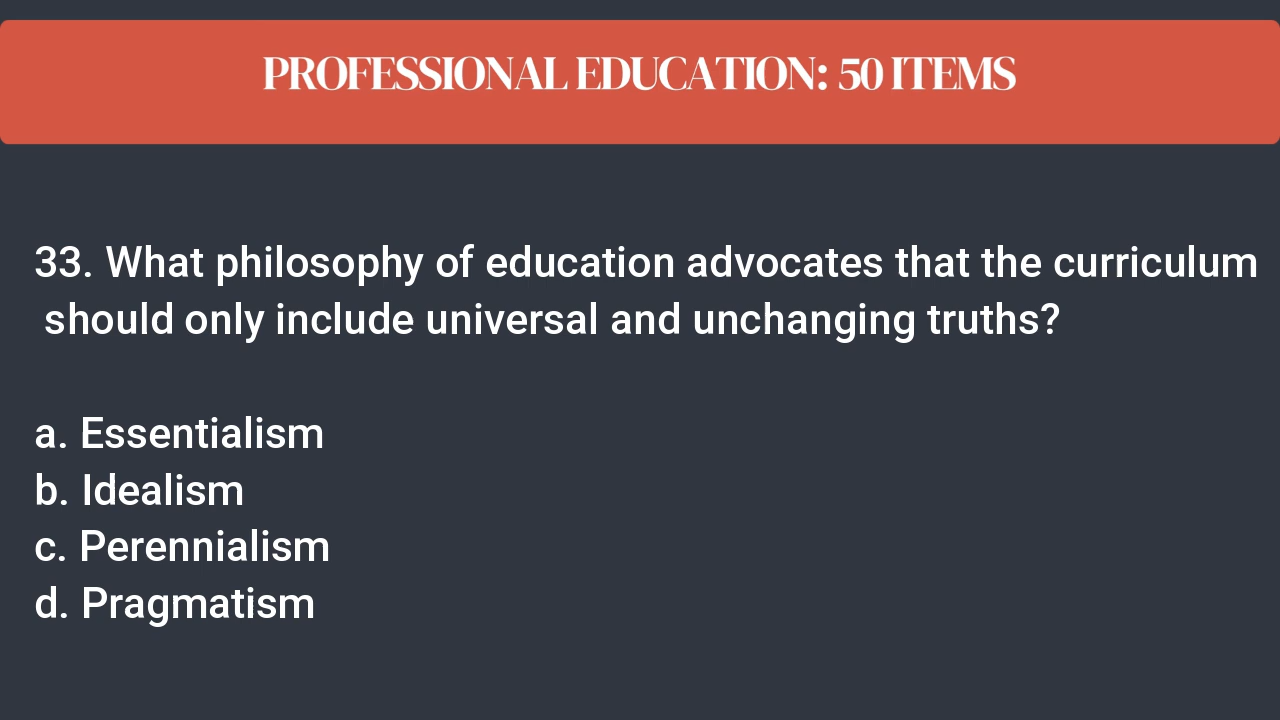 PROFESSIONAL EDUCATION: 50 ITEMS
33. What philosophy of education advocates that the curriculum
should only include universal and unchanging truths?
a. Essentialism
b. Idealism
c. Perennialism
d. Pragmatism